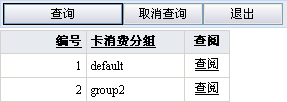 查询 取消查询 退出
编号 卡消费分组 查阅
1 default 查阅
2 group2 查阅